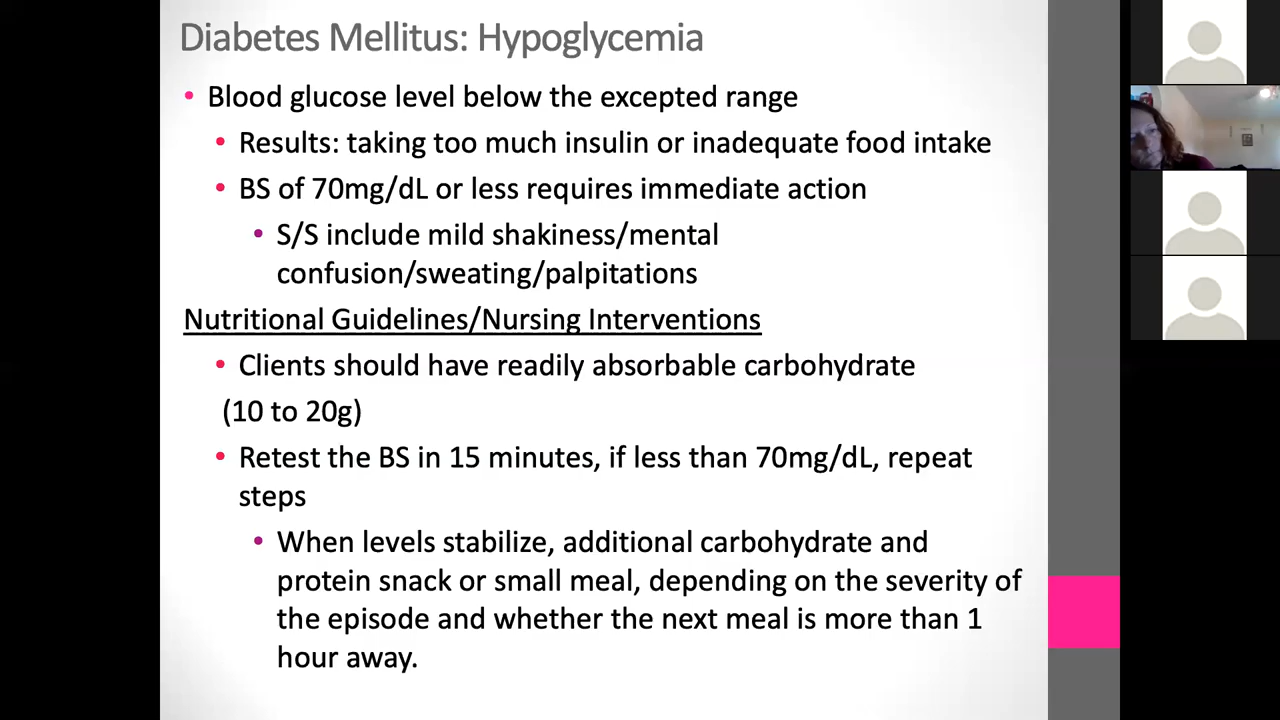 Diabetes Mellitus: Hypoglycemia
• Blood glucose level below the excepted range
• Results: taking too much insulin or inadequate food intake
• BS of 70mg/dL or less requires immediate action
• S/S include mild shakiness/mental
confusion/sweating/palpitations
Nutritional Guidelines/Nursing Interventions
• Clients should have readily absorbable carbohydrate
(10 to 20g)
• Retest the BS in 15 minutes, if less than 70mg/dL, repeat
steps
• When levels stabilize, additional carbohydrate and
protein snack or small meal, depending on the severity of
the episode and whether the next meal is more than 1
hour away.